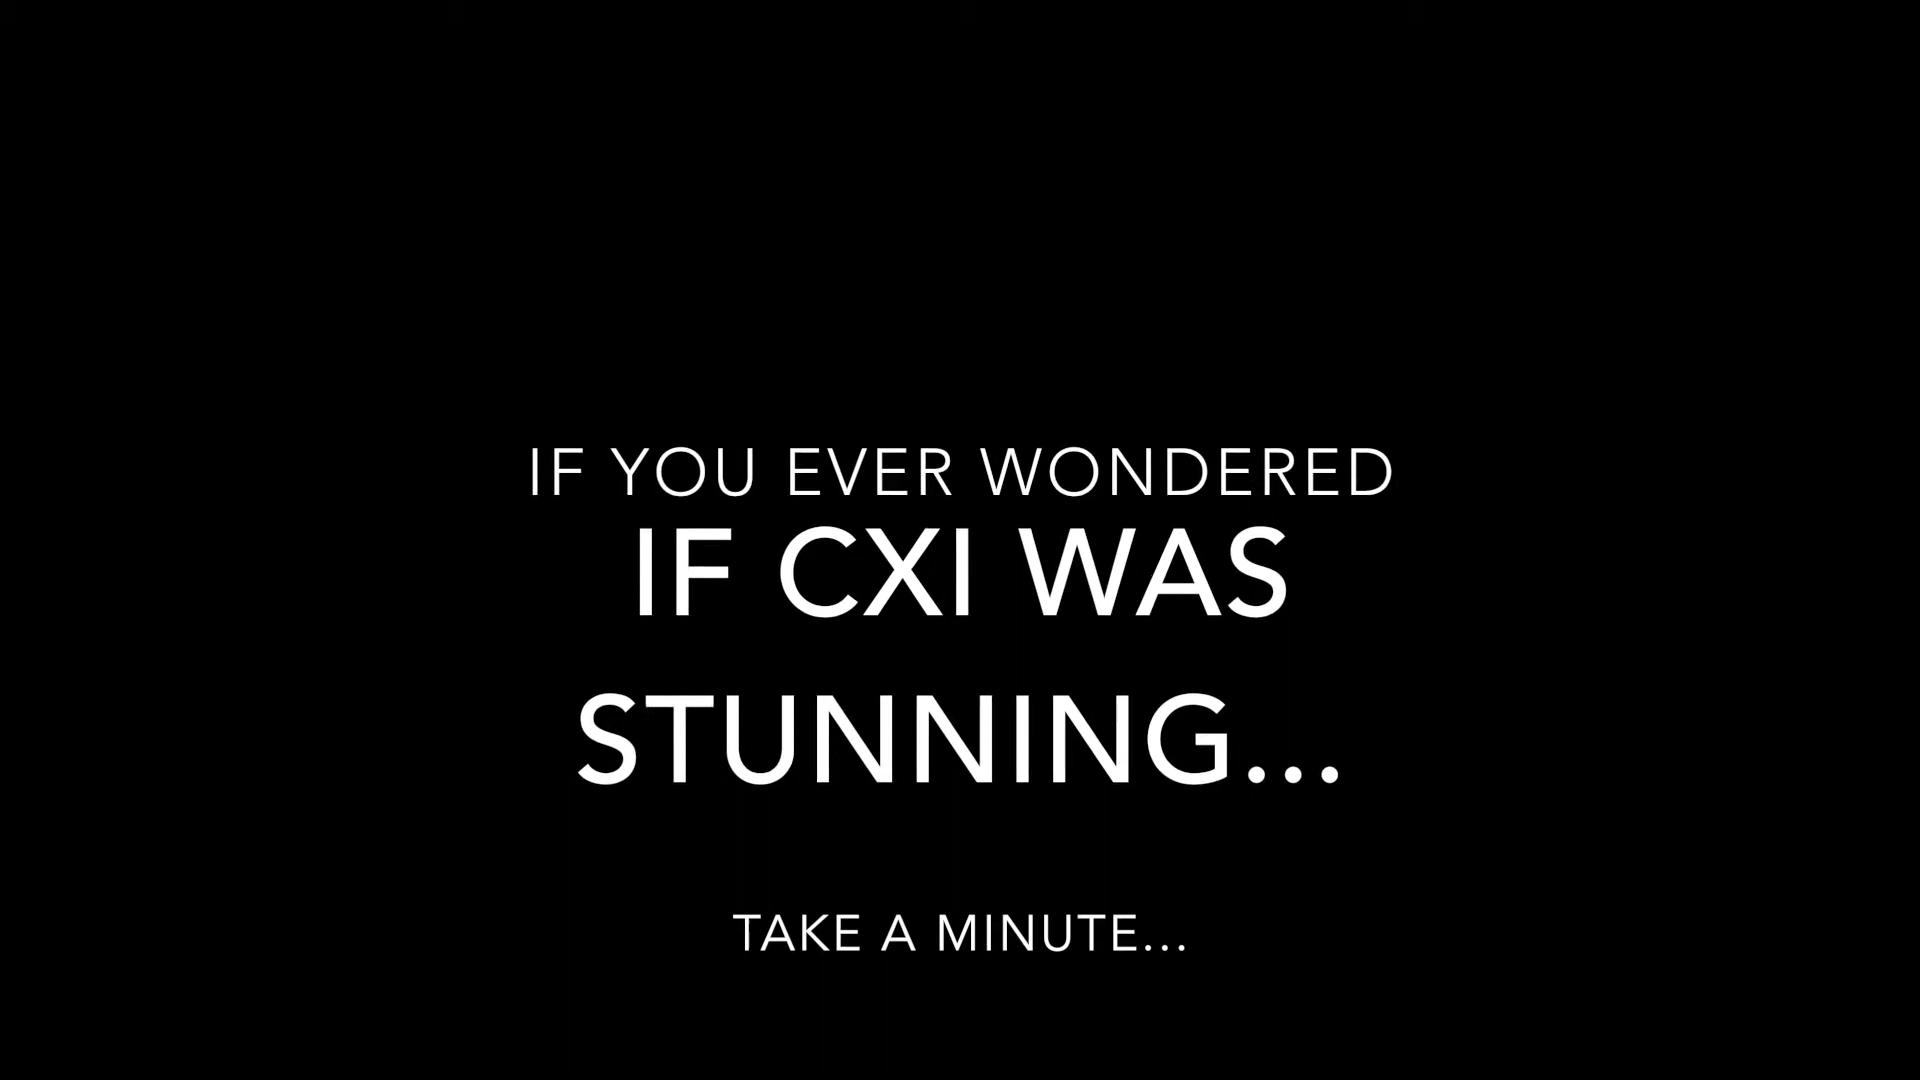 IF YOU EVER WONDERED
IF CXI WAS
STUNNING...
TAKE A MINUTE...